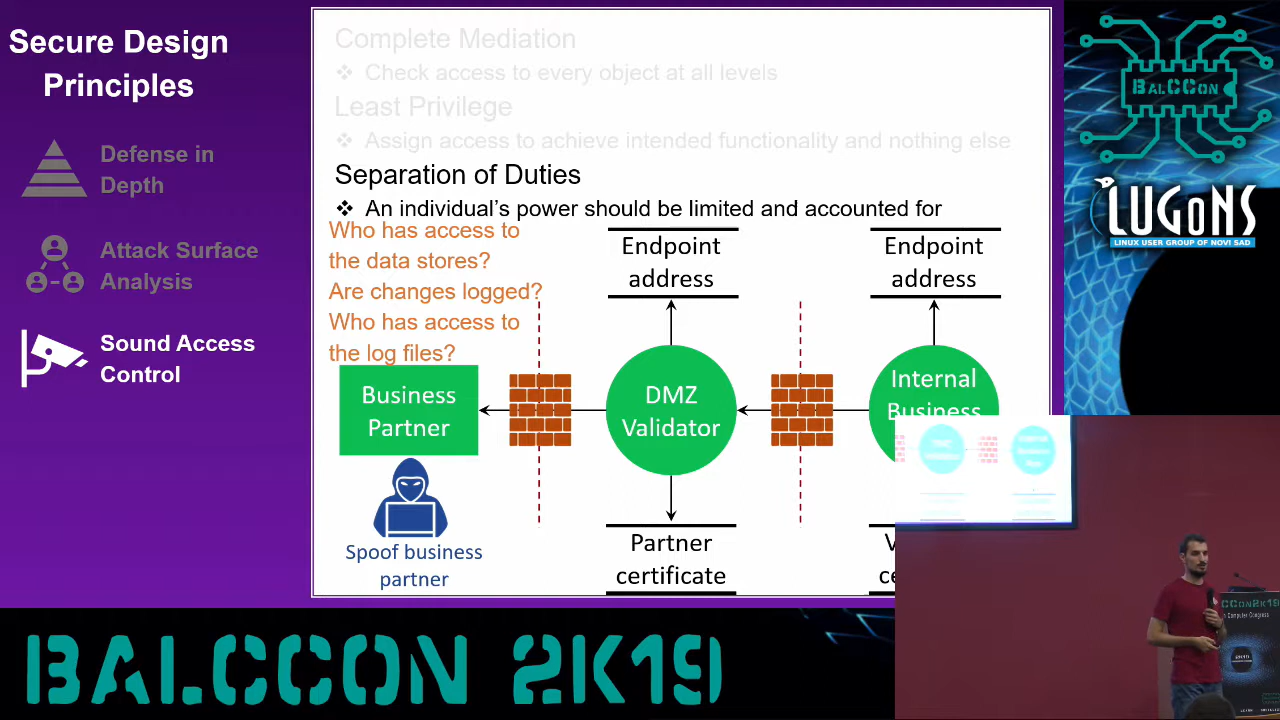 Secure Design
Principles
Defense in
Depth
Attack Surface
Analysis
Sound Access
Control
Complete Mediation
❖ Check access to every object at all levels
Least Privilege
❖ Assign access to achieve intended functionality and nothing else
Separation of Duties
❖ An individual's power should be limited and accounted for
Who has access to
the data stores?
Are changes logged?
Who has access to
the log files?
Endpoint
address
Endpoint
address
Business
Partner
DMZ
Validator
Internal
Business
Spoof business
partner
Partner
certificate
BALCCON
LUGONS
LINUX USER GROUP OF NOVI SAD
CCON2K19
Computer Congress
2K19
BALCCON 2K19